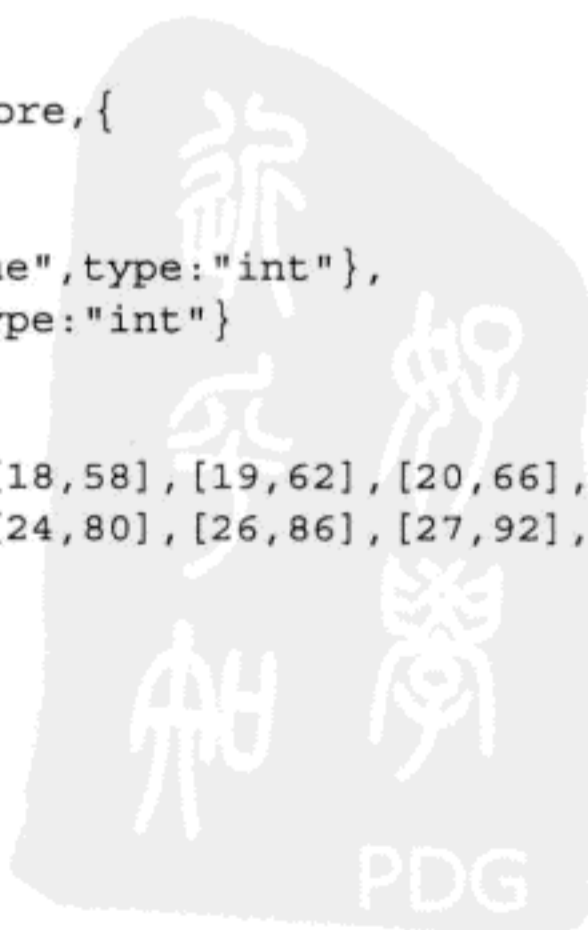 ore,{
e",type:"int"},
pe:"int"}
[18,58],[19,62],[20,66],
[24,80],[26,86],[27,92],
PDG